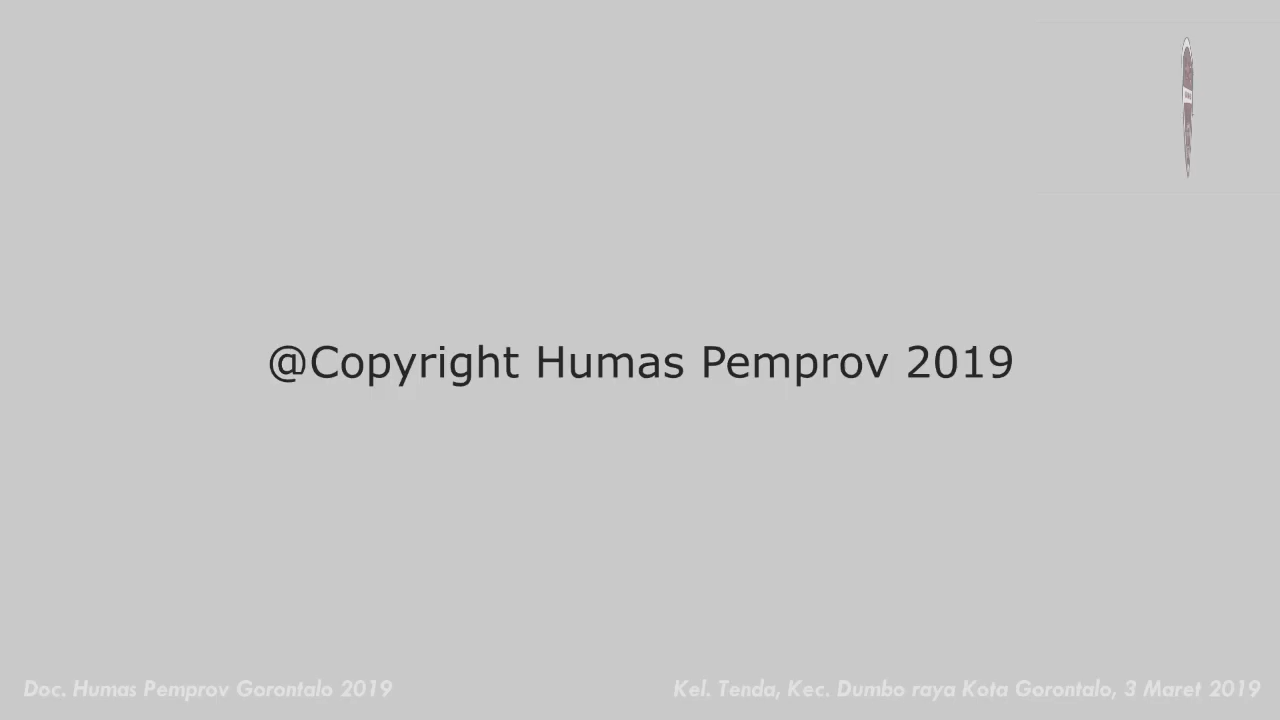 @Copyright Humas Pemprov 2019
Doc. Humas Pemprov Gorontalo 2019
Kel. Tenda, Kec. Dumbo raya Kota Gorontalo, 3 Maret 2019